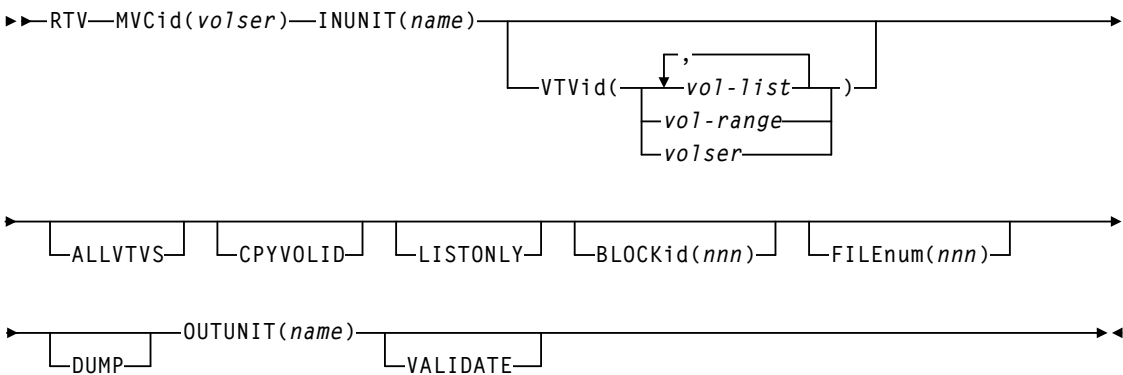 RTV MVCid(volser) INUNIT(name)
,
VTVid( vol-list )
vol-range
volser
ALLVTVS CPYVOLID LISTONLY BLOCKid(nnn) FILEnum(nnn)
OUTUNIT(name)
DUMP VALIDATE